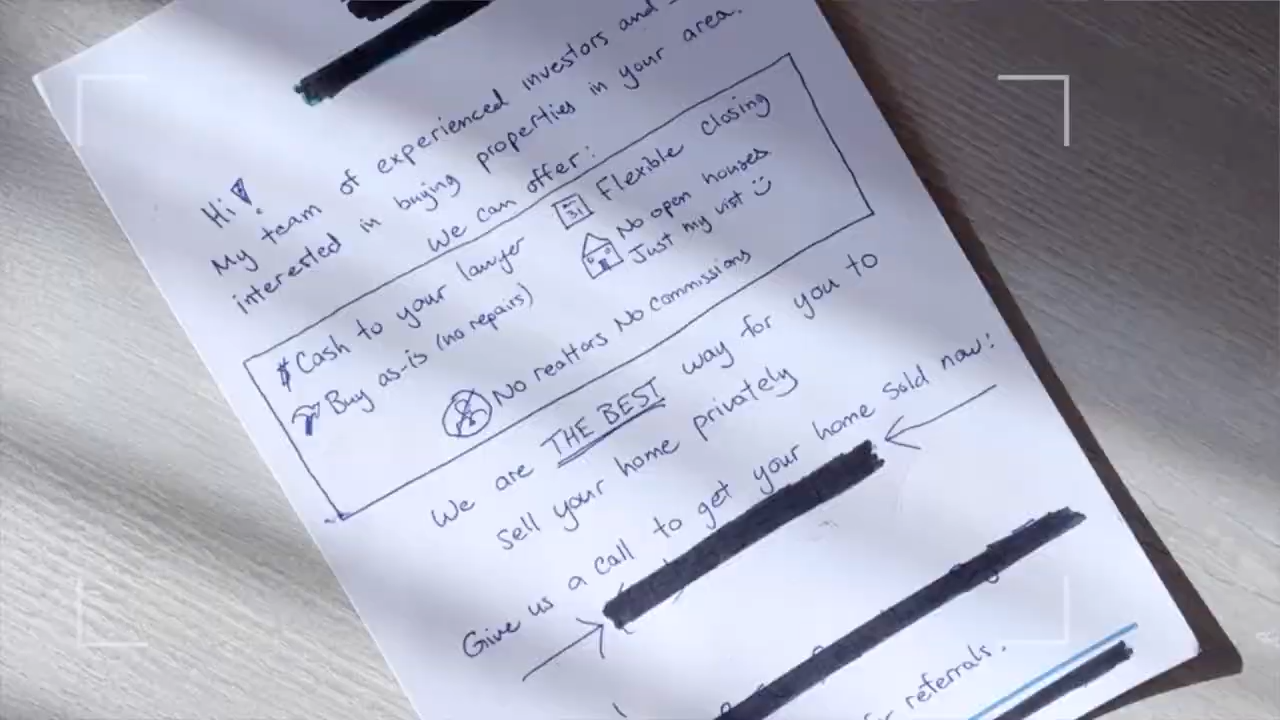 Hi!
My team of experienced investors and
interested in buying properties in your area.
We can offer:
$ Cash to your lawyer
Buy as-is (no repairs)
31 Flexible closing
No open houses
Just my vist :)
No realtors No Commissions
We are THE BEST way for you to
sell your home privately
Give us a call to get your home sold now:
referrals.